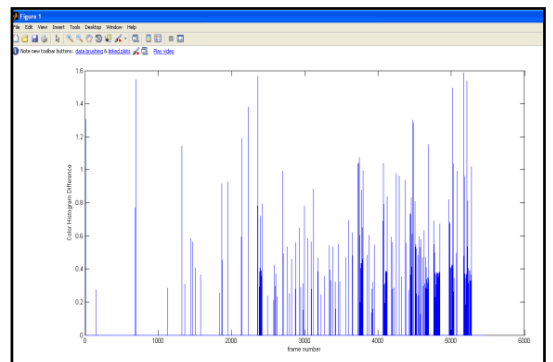 Figure 1
File Edit View Insert Tools Desktop Window Help
Note new toolbar buttons: data brushing & linked plots Play video
1.6
1.4
1.2
1
0.8
0.6
0.4
0.2
0
Color Histogram Difference
0 1000 2000 3000 4000 5000 6000
frame number